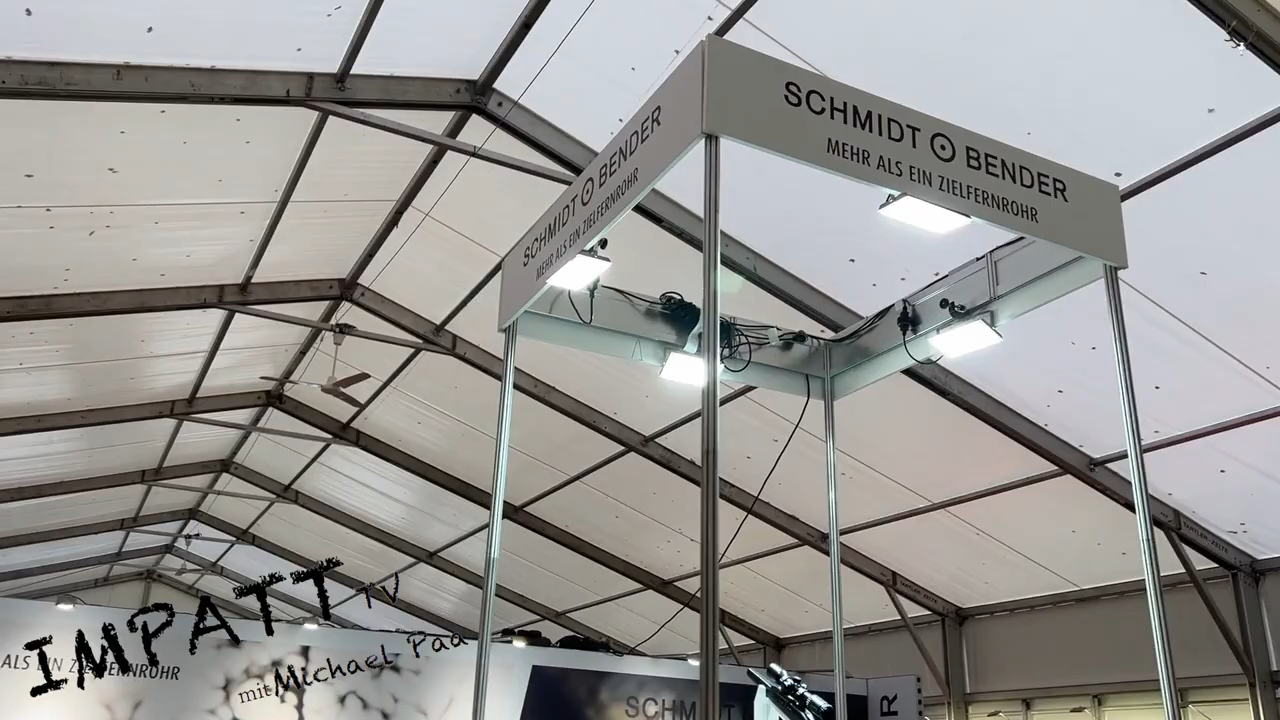 SCHMIDT BENDER
MEHR ALS EIN ZIELFERNROHR
SCHMIDT BENDER
MEHR ALS EIN ZIELFERNROHR
IMPATT TV
mit Michael Paa
ALS EIN ZIELFERNROHR
SCHMIDT
R